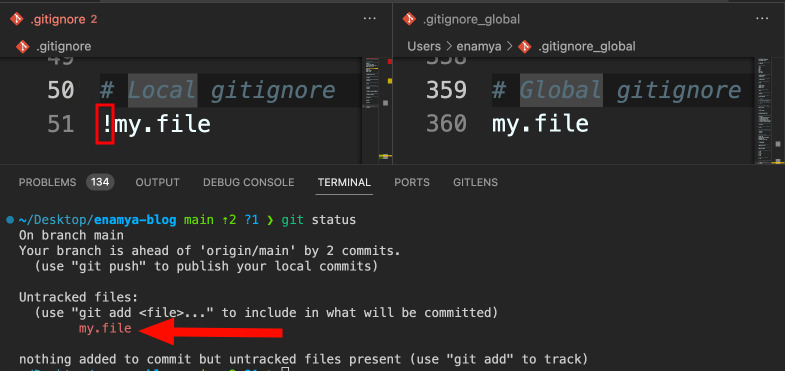 .gitignore 2
...
.gitignore
49
50 # Local gitignore
51 !my.file
.gitignore_global
...
Users > enamya > .gitignore_global
358
359 # Global gitignore
360 my.file
PROBLEMS 134 OUTPUT DEBUG CONSOLE TERMINAL PORTS GITLENS
~/Desktop/enamya-blog main ⇡2 ?1 ❯ git status
On branch main
Your branch is ahead of 'origin/main' by 2 commits.
(use "git push" to publish your local commits)
Untracked files:
(use "git add <file>..." to include in what will be committed)
my.file
nothing added to commit but untracked files present (use "git add" to track)